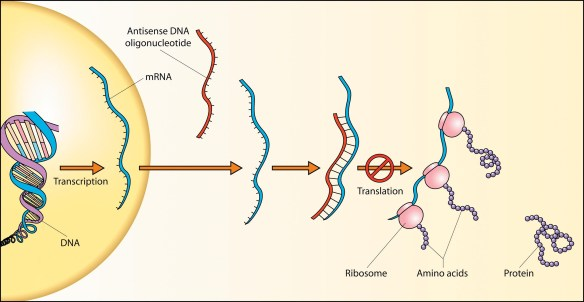 Antisense DNA
oligonucleotide
mRNA
Transcription
Translation
DNA
Ribosome
Amino acids
Protein